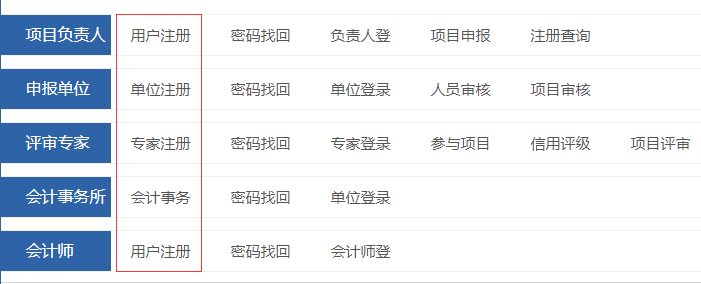 项目负责人 用户注册 密码找回 负责人登 项目申报 注册查询
申报单位 单位注册 密码找回 单位登录 人员审核 项目审核
评审专家 专家注册 密码找回 专家登录 参与项目 信用评级 项目评审
会计事务所 会计事务 密码找回 单位登录
会计师 用户注册 密码找回 会计师登